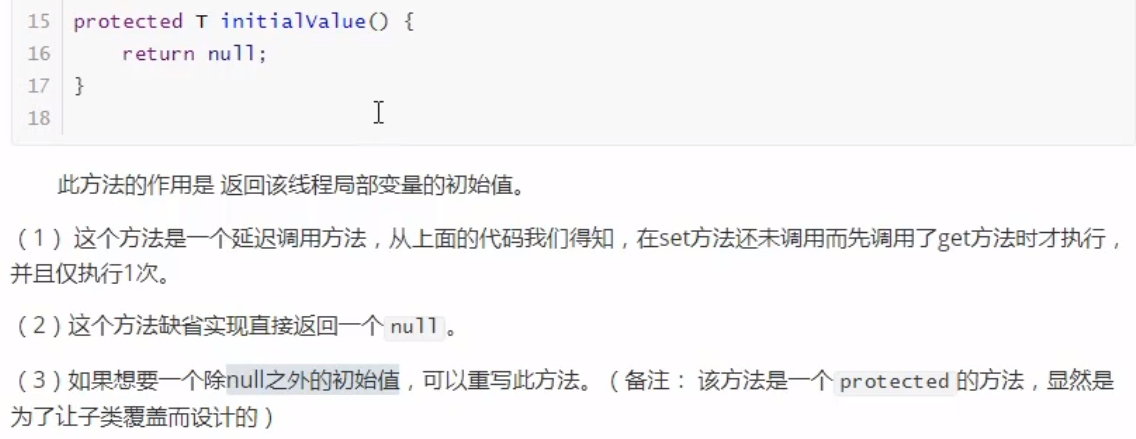 15 protected T initialValue() {
16     return null;
17 }
18
此方法的作用是 返回该线程局部变量的初始值。
（1） 这个方法是一个延迟调用方法，从上面的代码我们得知，在set方法还未调用而先调用了get方法时才执行，
并且仅执行1次。
（2）这个方法缺省实现直接返回一个 null 。
（3）如果想要一个除null之外的初始值，可以重写此方法。（备注： 该方法是一个 protected 的方法，显然是
为了让子类覆盖而设计的）